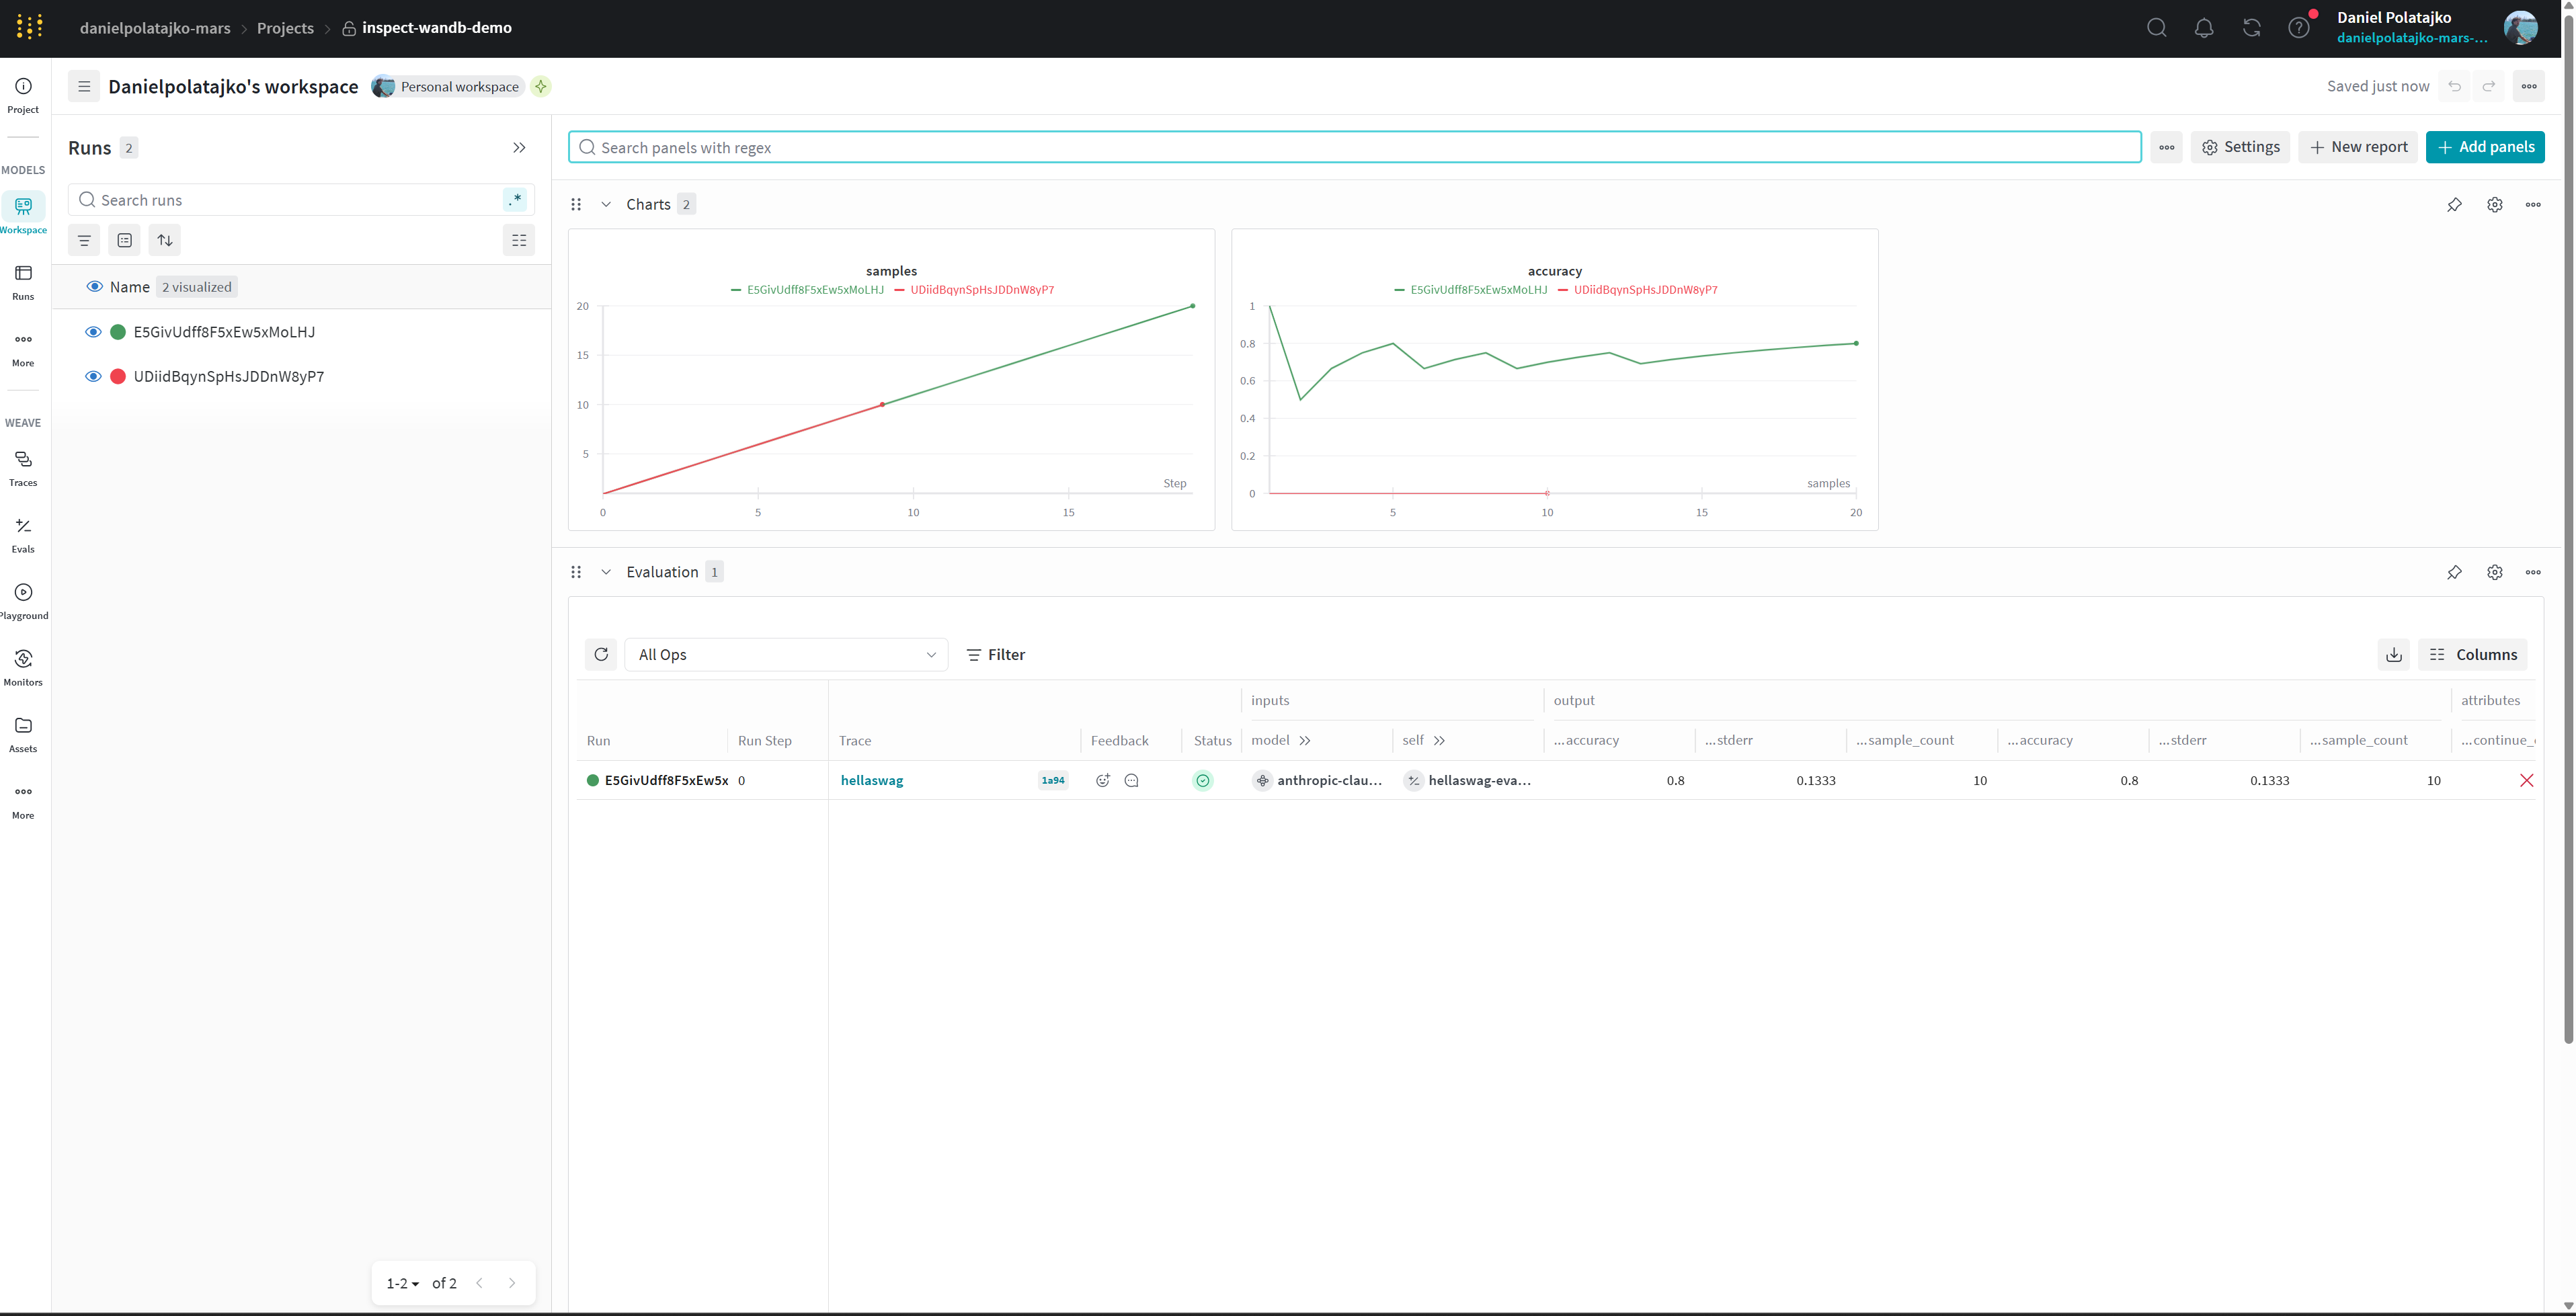 danielpolatajko-mars > Projects > inspect-wandb-demo
Daniel Polatajko
danielpolatajko-mars-...
Project
MODELS
Workspace
Runs
More
WEAVE
Traces
Evals
Playground
Monitors
Assets
More
Danielpolatajko's workspace
Personal workspace
Saved just now
Runs 2
Search runs
.*
Name 2 visualized
E5GivUdff8F5xEw5xMoLHJ
UDiidBqynSpHsJDDnW8yP7
1-2 of 2
Search panels with regex
Settings
New report
Add panels
Charts 2
samples
E5GivUdff8F5xEw5xMoLHJ UDiidBqynSpHsJDDnW8yP7
20
15
10
5
Step
0 5 10 15
accuracy
E5GivUdff8F5xEw5xMoLHJ UDiidBqynSpHsJDDnW8yP7
1
0.8
0.6
0.4
0.2
0
samples
5 10 15 20
Evaluation 1
All Ops
Filter
Columns
inputs output attributes
Run Run Step Trace Feedback Status model self ...accuracy ...stderr ...sample_count ...accuracy ...stderr ...sample_count ...continue_
E5GivUdff8F5xEw5x 0 hellaswag 1a94 anthropic-clau... hellaswag-eva... 0.8 0.1333 10 0.8 0.1333 10